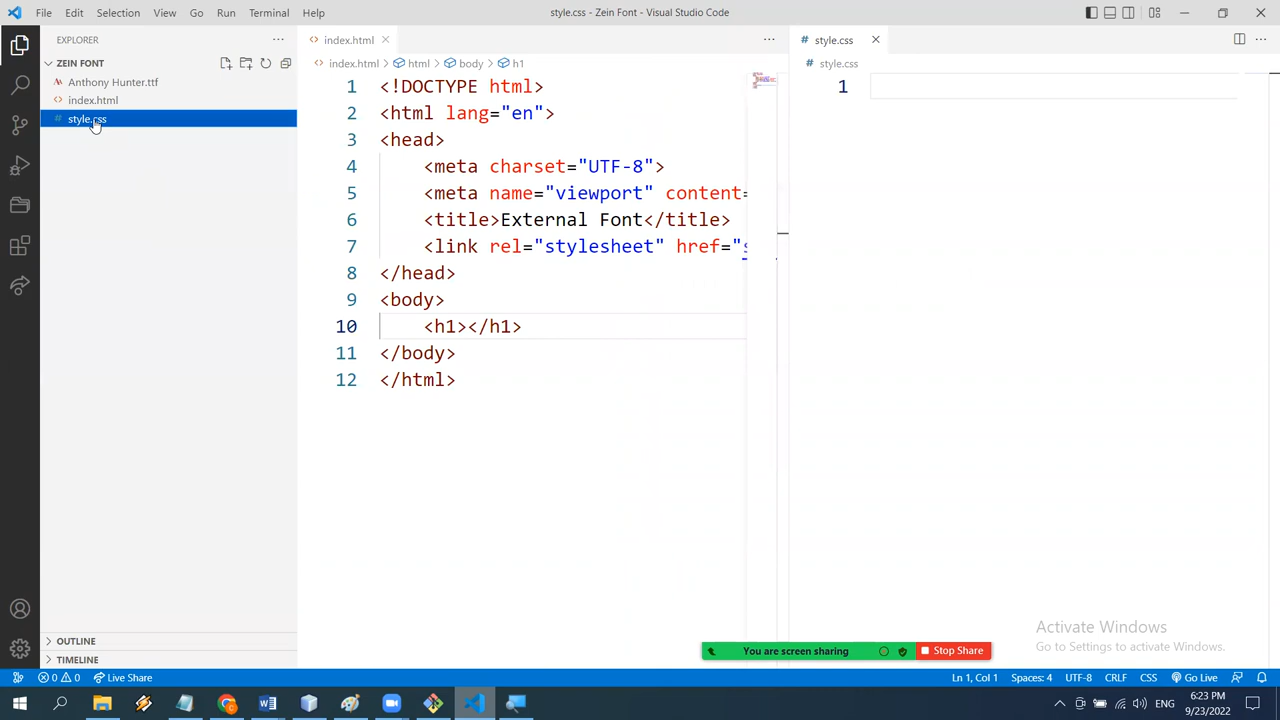 File Edit Selection View Go Run Terminal Help
style.css - Zein Font - Visual Studio Code
EXPLORER
ZEIN FONT
Anthony Hunter.ttf
index.html
style.css
OUTLINE
TIMELINE
index.html
index.html > html > body > h1
1 <!DOCTYPE html>
2 <html lang="en">
3 <head>
4 <meta charset="UTF-8">
5 <meta name="viewport" content=
6 <title>External Font</title>
7 <link rel="stylesheet" href="s
8 </head>
9 <body>
10 <h1></h1>
11 </body>
12 </html>
style.css
style.css
1
Activate Windows
Go to Settings to activate Windows.
You are screen sharing
Stop Share
0 0 Live Share
Ln 1, Col 1 Spaces: 4 UTF-8 CRLF CSS Go Live
ENG
6:23 PM
9/23/2022